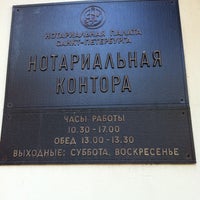 НОТАРИАЛЬНАЯ ПАЛАТА
САНКТ-ПЕТЕРБУРГА
НОТАРИАЛЬНАЯ
КОНТОРА
ЧАСЫ РАБОТЫ
10.30-17.00
ОБЕД 13.00-13.30
ВЫХОДНЫЕ: СУББОТА, ВОСКРЕСЕНЬЕ